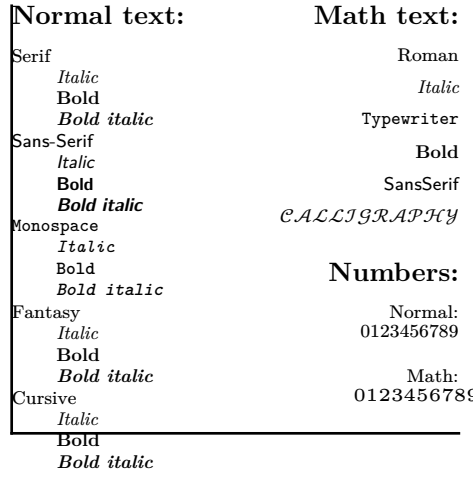 Normal text:
Serif
Italic
Bold
Bold italic
Sans-Serif
Italic
Bold
Bold italic
Monospace
Italic
Bold
Bold italic
Fantasy
Italic
Bold
Bold italic
Cursive
Italic
Bold
Bold italic
Math text:
Roman
Italic
Typewriter
Bold
SansSerif
CALLIGRAPHY
Numbers:
Normal:
0123456789
Math:
0123456789